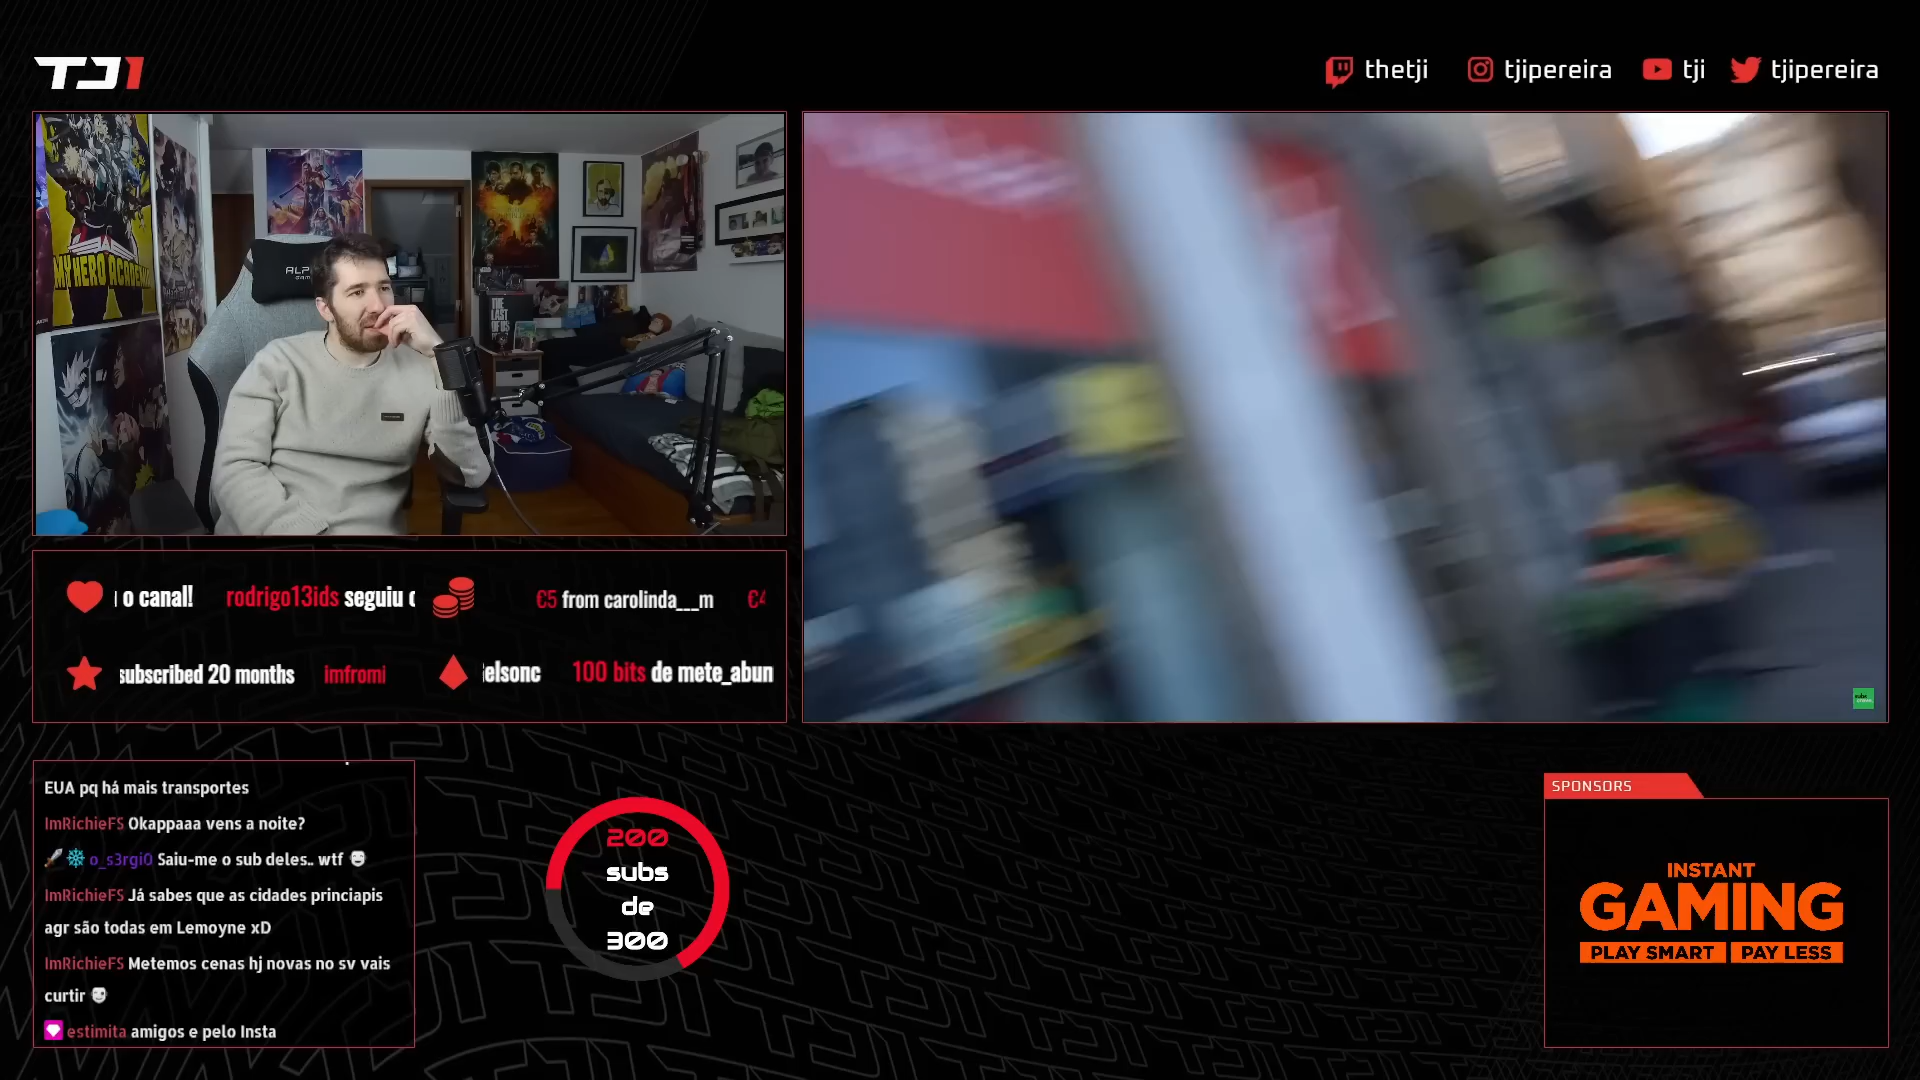 TJ1
thetji
tjipereira
tji
tjipereira
MY HERO ACADEMIA
ALP
THE
LAST
OF US
o canal!
rodrigo13ids seguiu
€5 from carolinda___m
€4
subscribed 20 months
imfromi
elsonc
100 bits de mete_abun
EUA pq há mais transportes
ImRichieFS Okappaaa vens a noite?
o_s3rgi0 Saiu-me o sub deles.. wtf
ImRichieFS Já sabes que as cidades princiapis
agr são todas em Lemoyne xD
ImRichieFS Metemos cenas hj novas no sv vais
curtir
estimita amigos e pelo Insta
200
subs
de
300
SPONSORS
INSTANT
GAMING
PLAY SMART PAY LESS